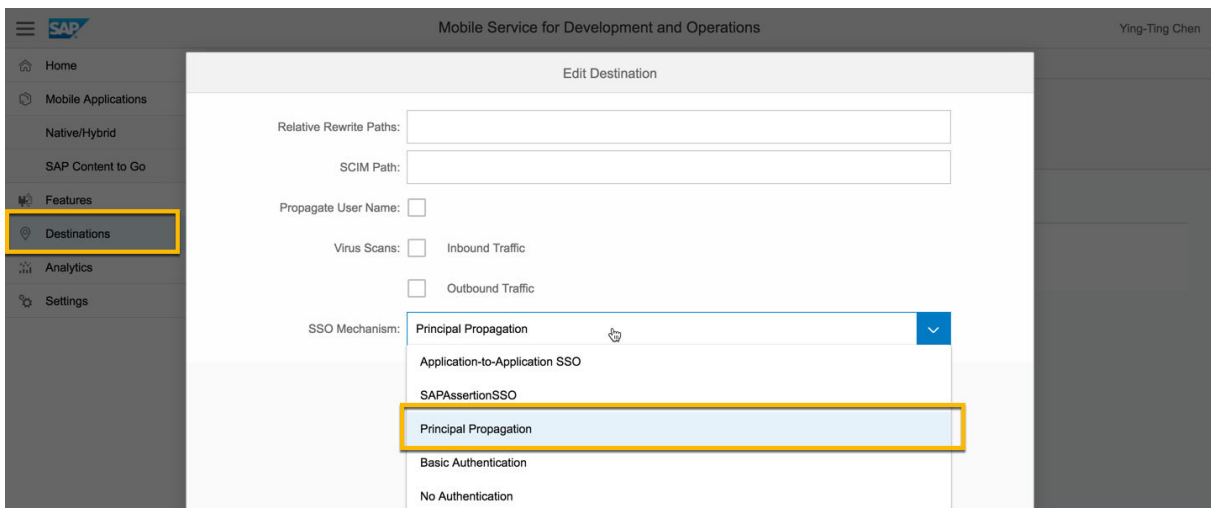 SAP
Mobile Service for Development and Operations
Ying-Ting Chen
Home
Mobile Applications
Native/Hybrid
SAP Content to Go
Features
Destinations
Analytics
Settings
Edit Destination
Relative Rewrite Paths:
SCIM Path:
Propagate User Name:
Virus Scans: Inbound Traffic
Outbound Traffic
SSO Mechanism: Principal Propagation
Application-to-Application SSO
SAPAssertionSSO
Principal Propagation
Basic Authentication
No Authentication